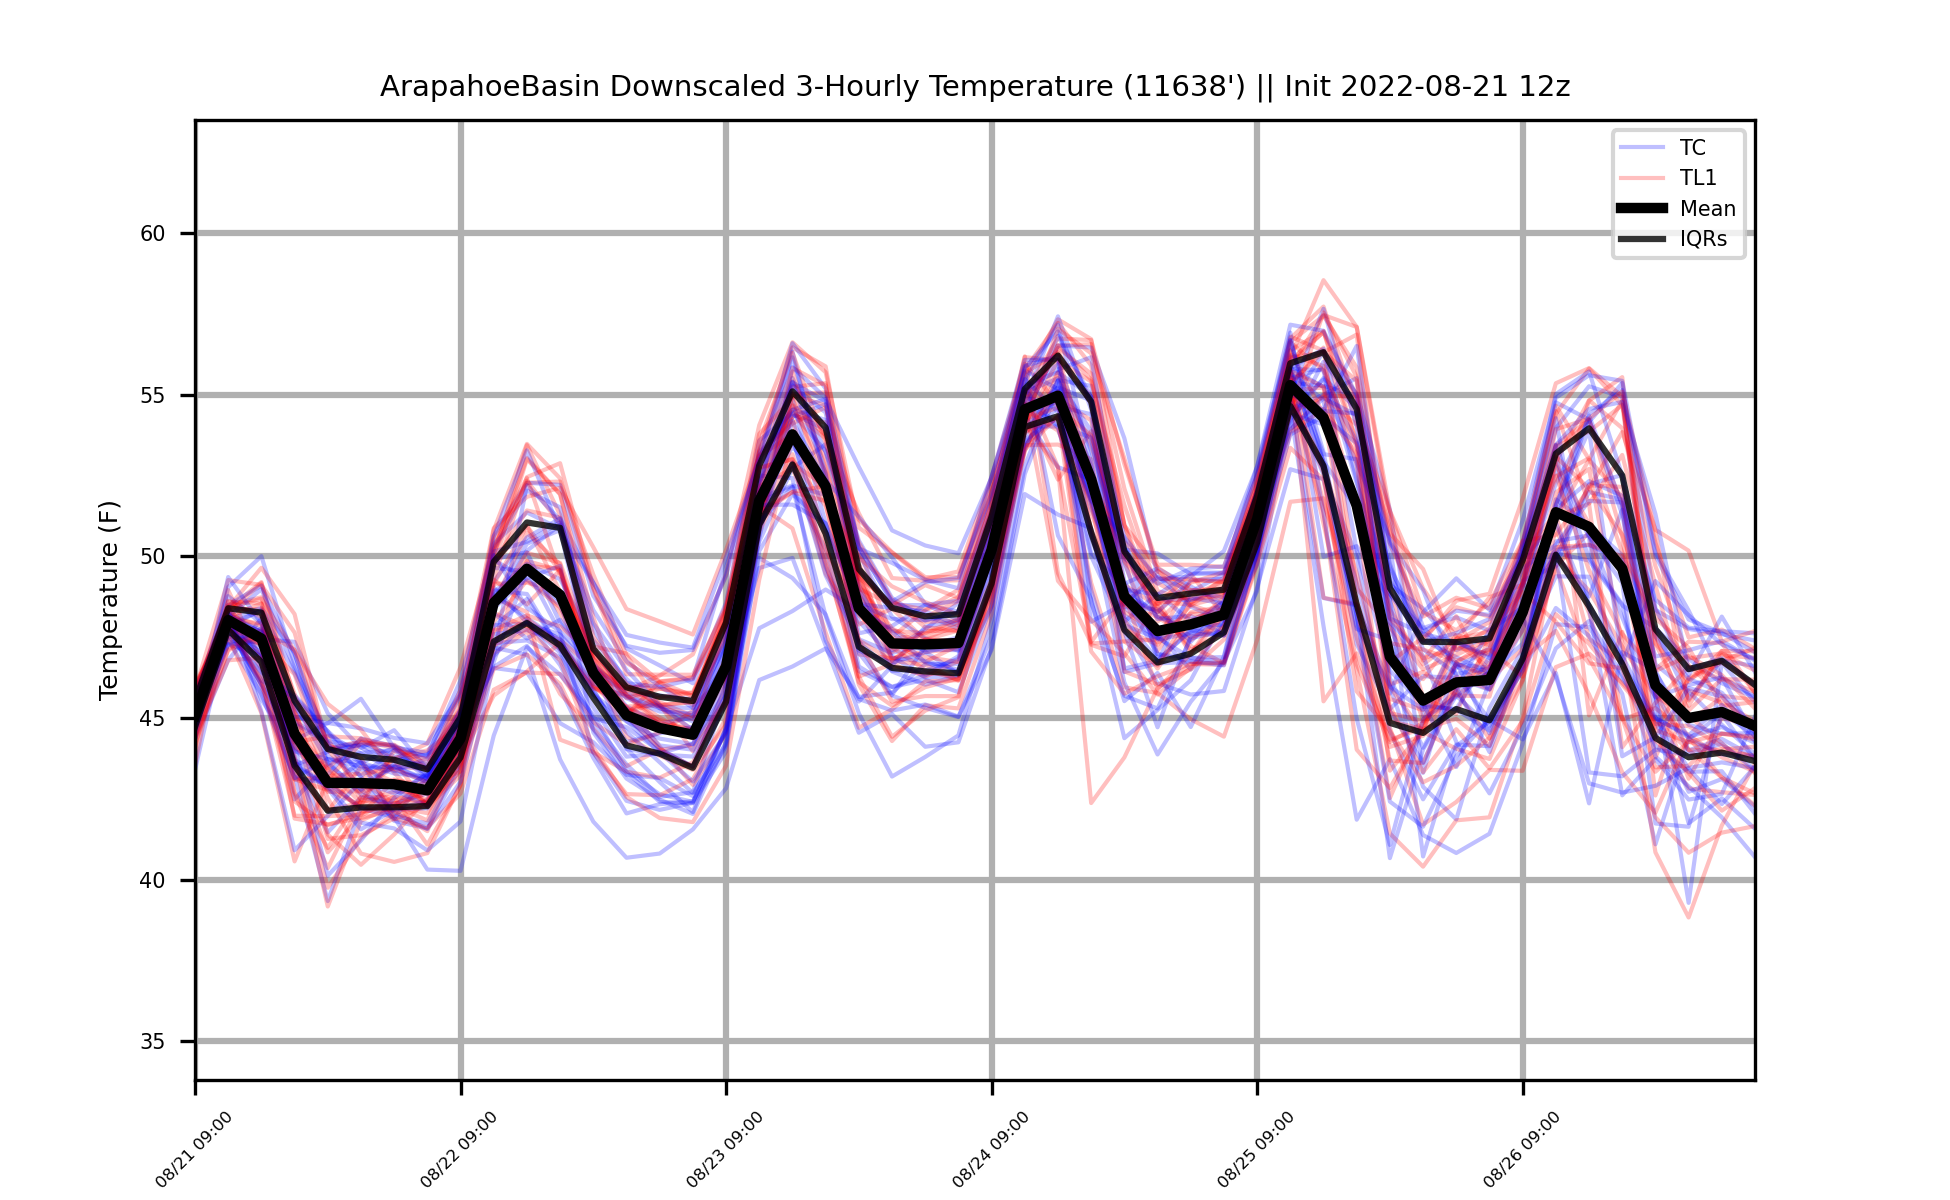 ArapahoeBasin Downscaled 3-Hourly Temperature (11638') || Init 2022-08-21 12z
TC
TL1
Mean
IQRs
Temperature (F)
60
55
50
45
40
35
08/21 09:00
08/22 09:00
08/23 09:00
08/24 09:00
08/25 09:00
08/26 09:00